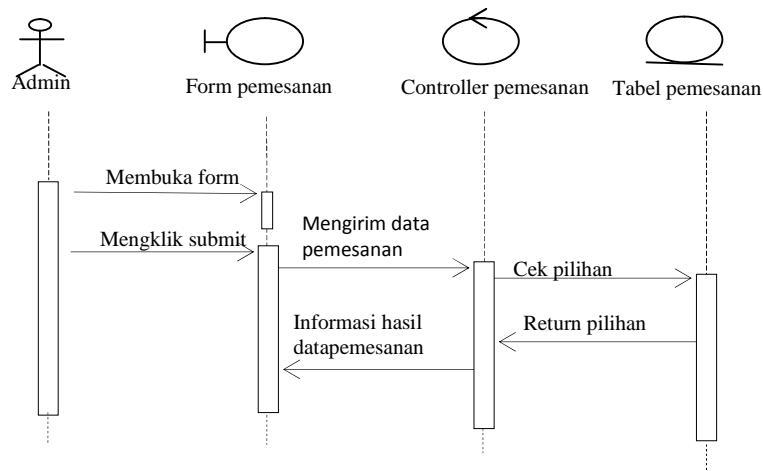 Admin
Form pemesanan
Controller pemesanan
Tabel pemesanan
Membuka form
Mengklik submit
Mengirim data
pemesanan
Cek pilihan
Return pilihan
Informasi hasil
datapemesanan